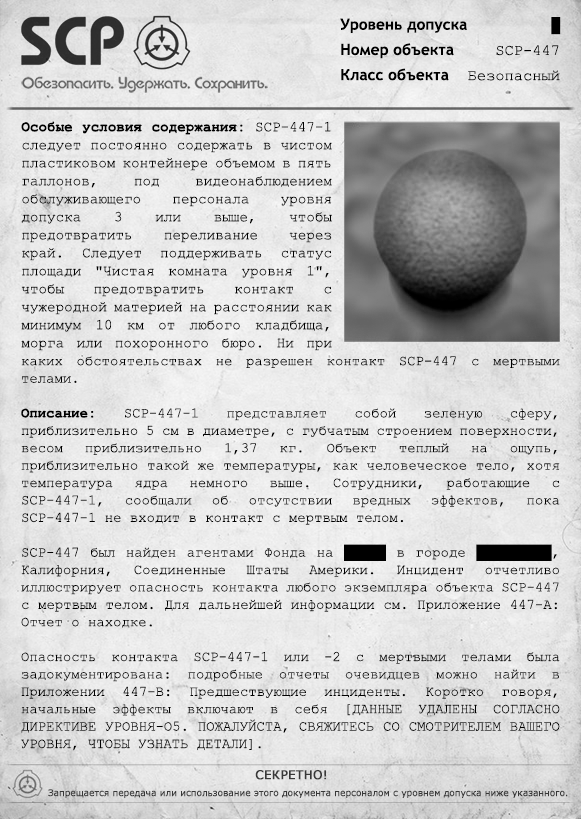 SCP
Обезопасить. Удержать. Сохранить.
Уровень допуска
Номер объекта SCP-447
Класс объекта Безопасный
Особые условия содержания: SCP-447-1
следует постоянно содержать в чистом
пластиковом контейнере объемом в пять
галлонов, под видеонаблюдением
обслуживающего персонала уровня
допуска 3 или выше, чтобы
предотвратить переливание через
край. Следует поддерживать статус
площади "Чистая комната уровня 1",
чтобы предотвратить контакт с
чужеродной материей на расстоянии как
минимум 10 км от любого кладбища,
морга или похоронного бюро. Ни при
каких обстоятельствах не разрешен контакт SCP-447 с мертвыми
телами.
Описание: SCP-447-1 представляет собой зеленую сферу,
приблизительно 5 см в диаметре, с губчатым строением поверхности,
весом приблизительно 1,37 кг. Объект теплый на ощупь,
приблизительно такой же температуры, как человеческое тело, хотя
температура ядра немного выше. Сотрудники, работающие с
SCP-447-1, сообщали об отсутствии вредных эффектов, пока
SCP-447-1 не входит в контакт с мертвым телом.
SCP-447 был найден агентами Фонда на в городе ,
Калифорния, Соединенные Штаты Америки. Инцидент отчетливо
иллюстрирует опасность контакта любого экземпляра объекта SCP-447
с мертвым телом. Для дальнейшей информации см. Приложение 447-А:
Отчет о находке.
Опасность контакта SCP-447-1 или -2 с мертвыми телами была
задокументирована: подробные отчеты очевидцев можно найти в
Приложении 447-В: Предшествующие инциденты. Коротко говоря,
начальные эффекты включают в себя [ДАННЫЕ УДАЛЕНЫ СОГЛАСНО
ДИРЕКТИВЕ УРОВНЯ-О5. ПОЖАЛУЙСТА, СВЯЖИТЕСЬ СО СМОТРИТЕЛЕМ ВАШЕГО
УРОВНЯ, ЧТОБЫ УЗНАТЬ ДЕТАЛИ].
СЕКРЕТНО!
Запрещается передача или использование этого документа персоналом с уровнем допуска ниже указанного.